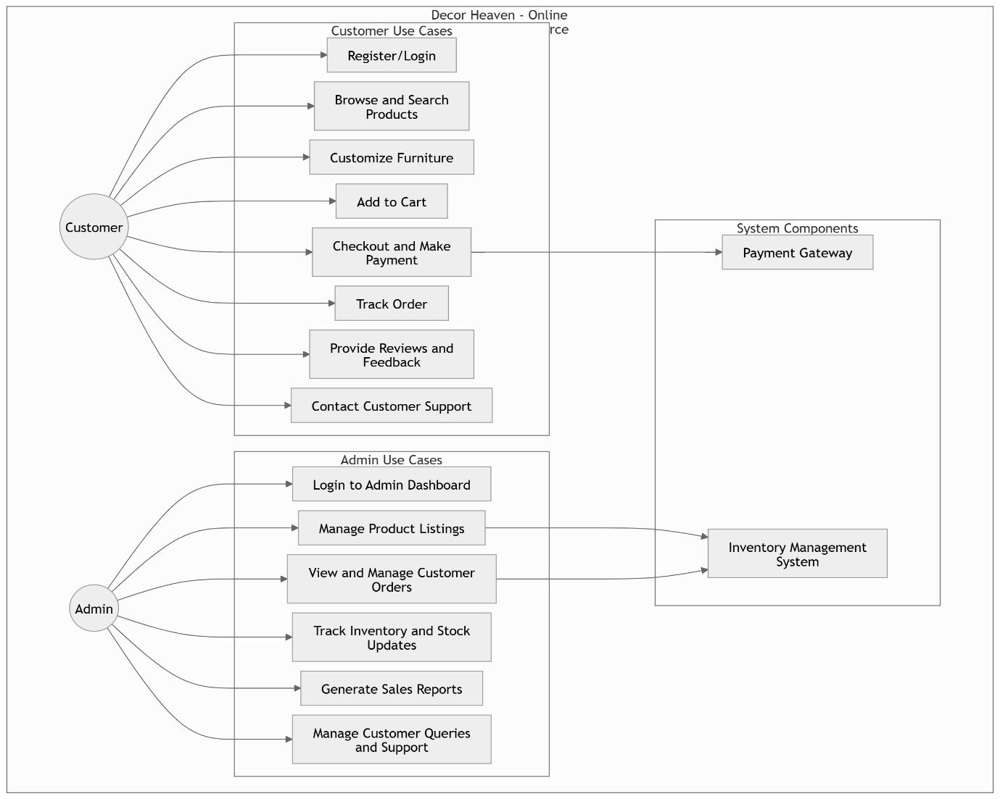 Decor Heaven - Online
rce
Customer Use Cases
Register/Login
Browse and Search
Products
Customize Furniture
Add to Cart
Customer
Checkout and Make
Payment
Track Order
Provide Reviews and
Feedback
Contact Customer Support
System Components
Payment Gateway
Inventory Management
System
Admin Use Cases
Login to Admin Dashboard
Manage Product Listings
View and Manage Customer
Orders
Admin
Track Inventory and Stock
Updates
Generate Sales Reports
Manage Customer Queries
and Support